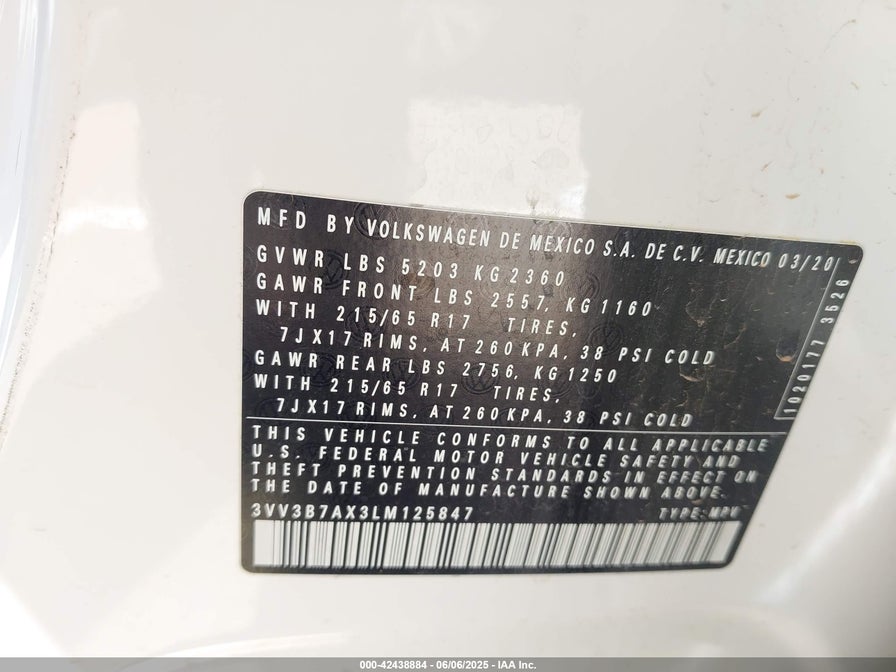 MFD BY VOLKSWAGEN DE MEXICO S.A. DE C.V. MEXICO 03/20
GVWR LBS 5203 KG 2360
GAWR FRONT LBS 2557, KG 1160
WITH 215/65 R17 TIRES,
7JX17 RIMS, AT 260 KPA, 38 PSI COLD
GAWR REAR LBS 2756, KG 1250
WITH 215/65 R17 TIRES,
7JX17 RIMS, AT 260 KPA, 38 PSI COLD
1020177 3526
THIS VEHICLE CONFORMS TO ALL APPLICABLE
U.S. FEDERAL MOTOR VEHICLE SAFETY AND
THEFT PREVENTION STANDARDS IN EFFECT ON
THE DATE OF MANUFACTURE SHOWN ABOVE.
3VV3B7AX3LM125847 TYPE: MPV
000-42438884 / 06/06/2025 - IAA Inc.